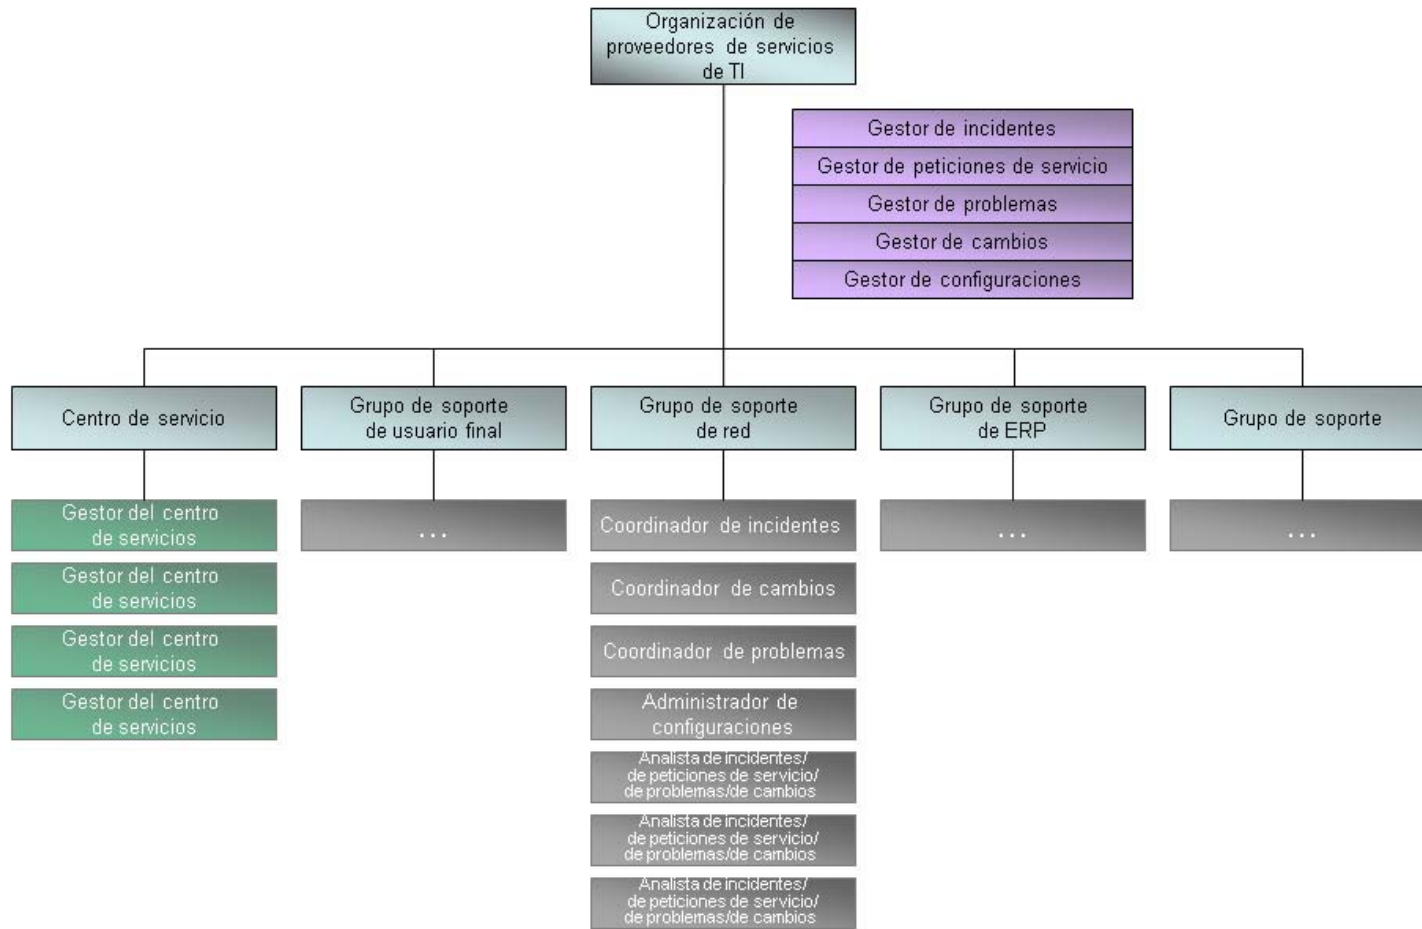 Organización de
proveedores de servicios
de TI
Gestor de incidentes
Gestor de peticiones de servicio
Gestor de problemas
Gestor de cambios
Gestor de configuraciones
Centro de servicio
Grupo de soporte
de usuario final
Grupo de soporte
de red
Grupo de soporte
de ERP
Grupo de soporte
Gestor del centro
de servicios
Gestor del centro
de servicios
Gestor del centro
de servicios
Gestor del centro
de servicios
...
Coordinador de incidentes
Coordinador de cambios
Coordinador de problemas
Administrador de
configuraciones
Analista de incidentes/
de peticiones de servicio/
de problemas/de cambios
Analista de incidentes/
de peticiones de servicio/
de problemas/de cambios
Analista de incidentes/
de peticiones de servicio/
de problemas/de cambios
...
...